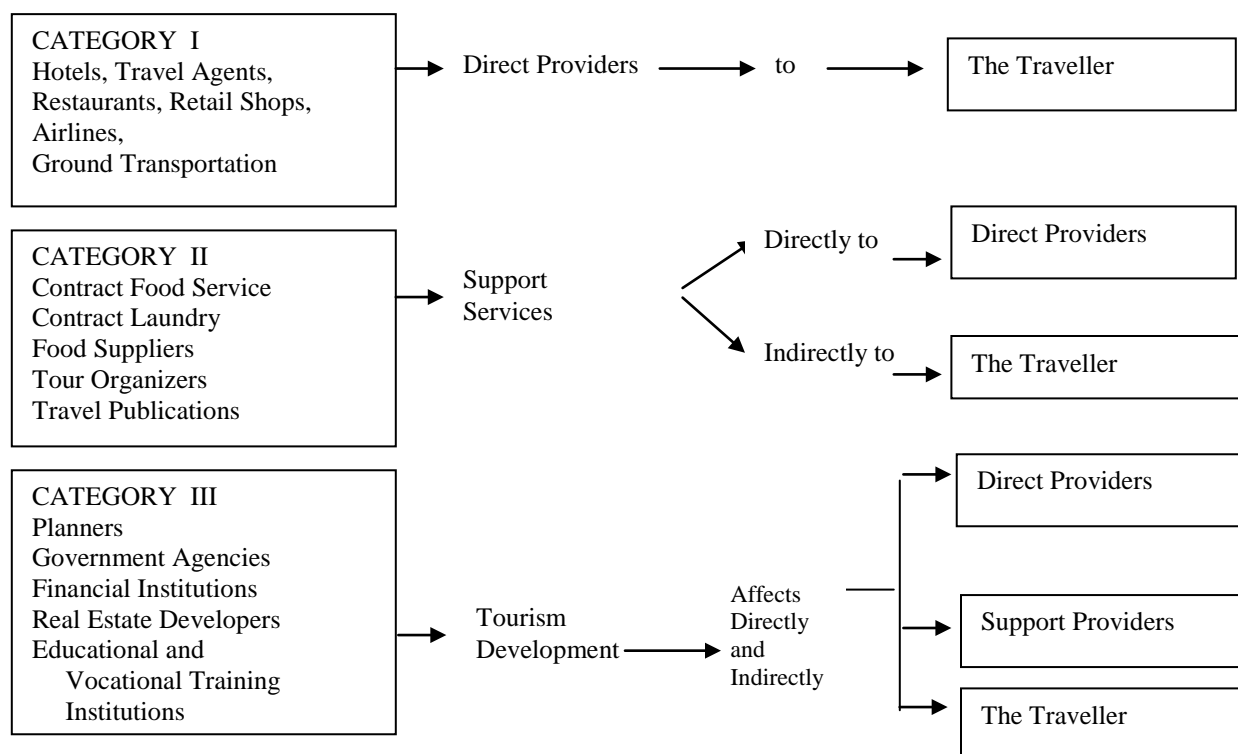 CATEGORY I
Hotels, Travel Agents,
Restaurants, Retail Shops,
Airlines,
Ground Transportation
Direct Providers
to
The Traveller
CATEGORY II
Contract Food Service
Contract Laundry
Food Suppliers
Tour Organizers
Travel Publications
Support
Services
Directly to
Direct Providers
Indirectly to
The Traveller
CATEGORY III
Planners
Government Agencies
Financial Institutions
Real Estate Developers
Educational and
Vocational Training
Institutions
Tourism
Development
Affects
Directly
and
Indirectly
Direct Providers
Support Providers
The Traveller